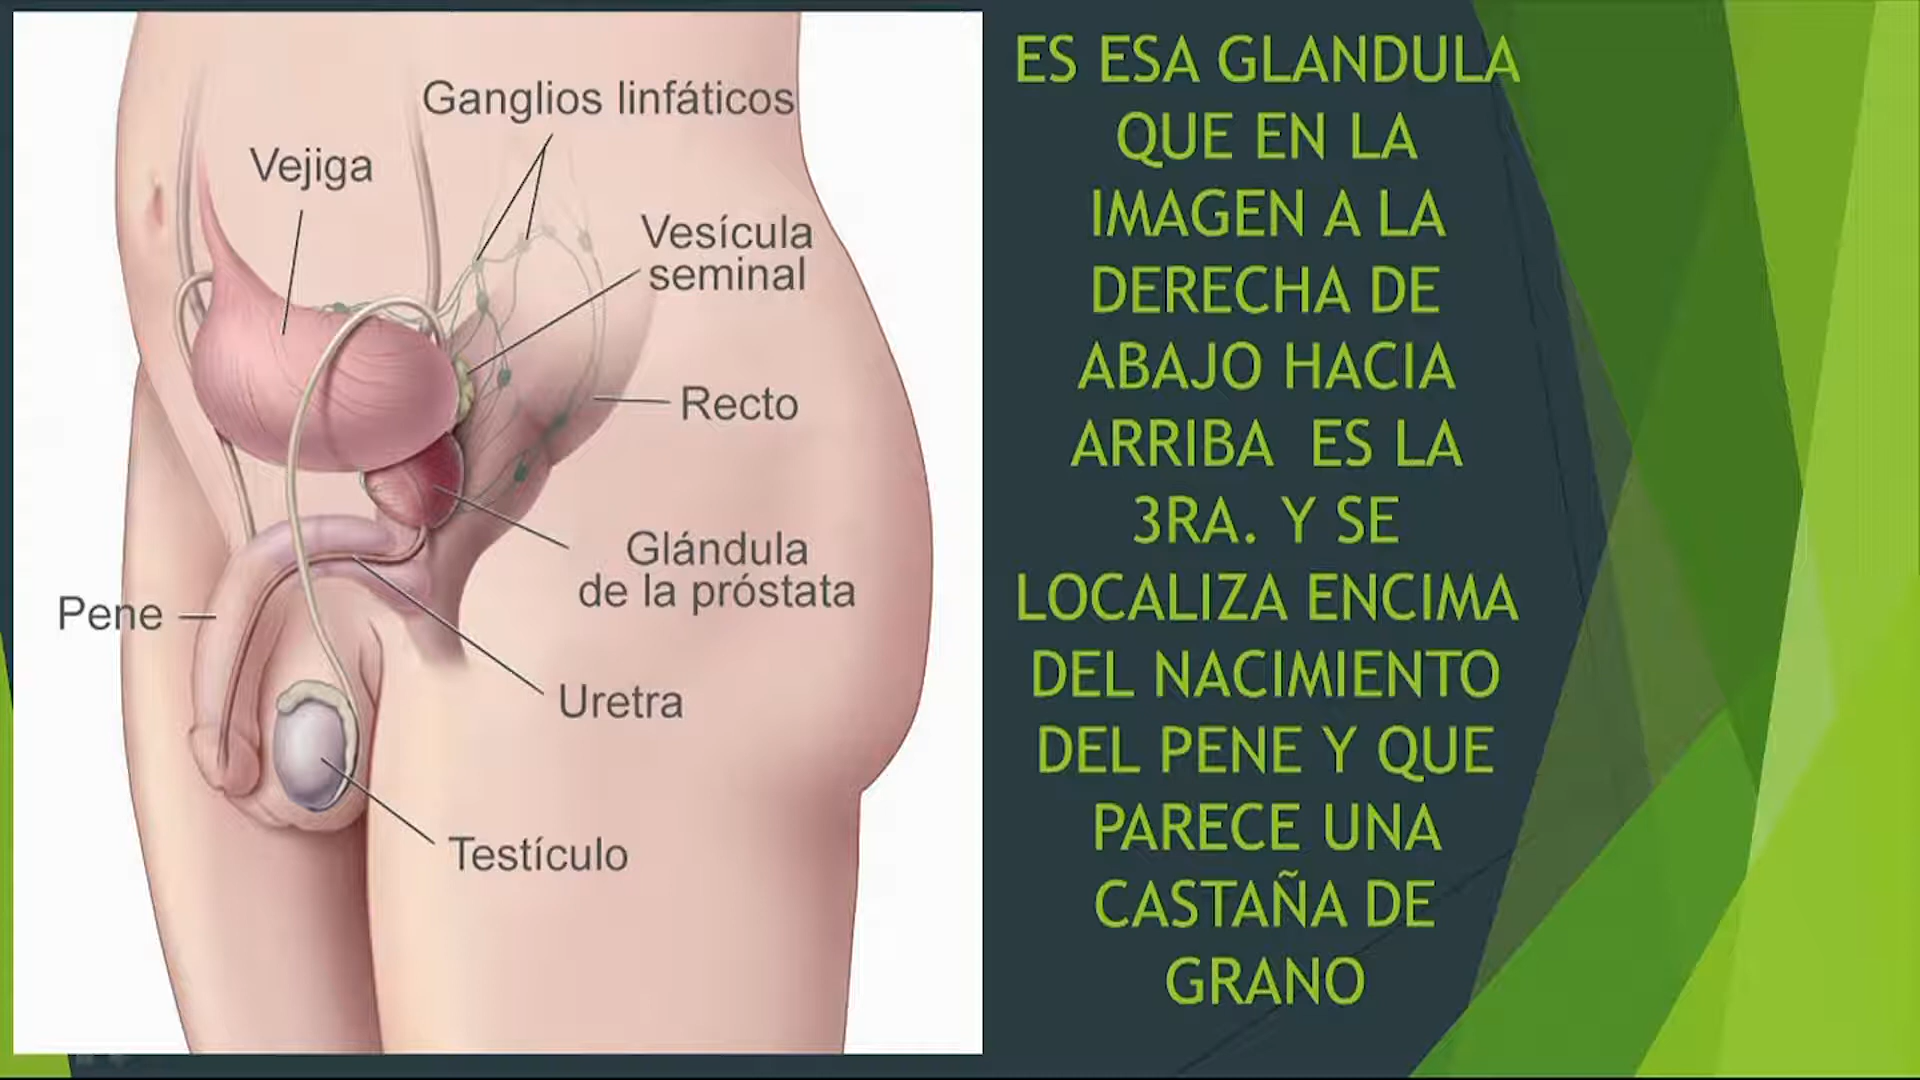 Ganglios linfáticos
Vejiga
Vesícula
seminal
Recto
Glándula
de la próstata
Pene
Uretra
Testículo
ES ESA GLANDULA
QUE EN LA
IMAGEN A LA
DERECHA DE
ABAJO HACIA
ARRIBA ES LA
3RA. Y SE
LOCALIZA ENCIMA
DEL NACIMIENTO
DEL PENE Y QUE
PARECE UNA
CASTAÑA DE
GRANO